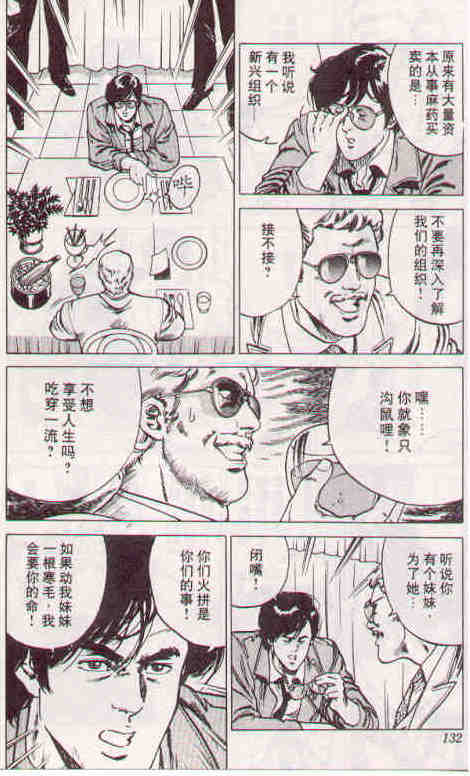 原来有大量资
本从事麻药买
卖的是…
我听说
有一个
新兴组织…
不要再深入了解
我们的组织！
接不接？
哗
嘿……
你就象只
沟鼠哩！
不想
享受人生吗？
吃穿一流？
听说你
有个妹妹，
为了她…
闭嘴！
你们火拼是
你们的事！
如果动我妹妹
一根寒毛，我
会要你的命！
132